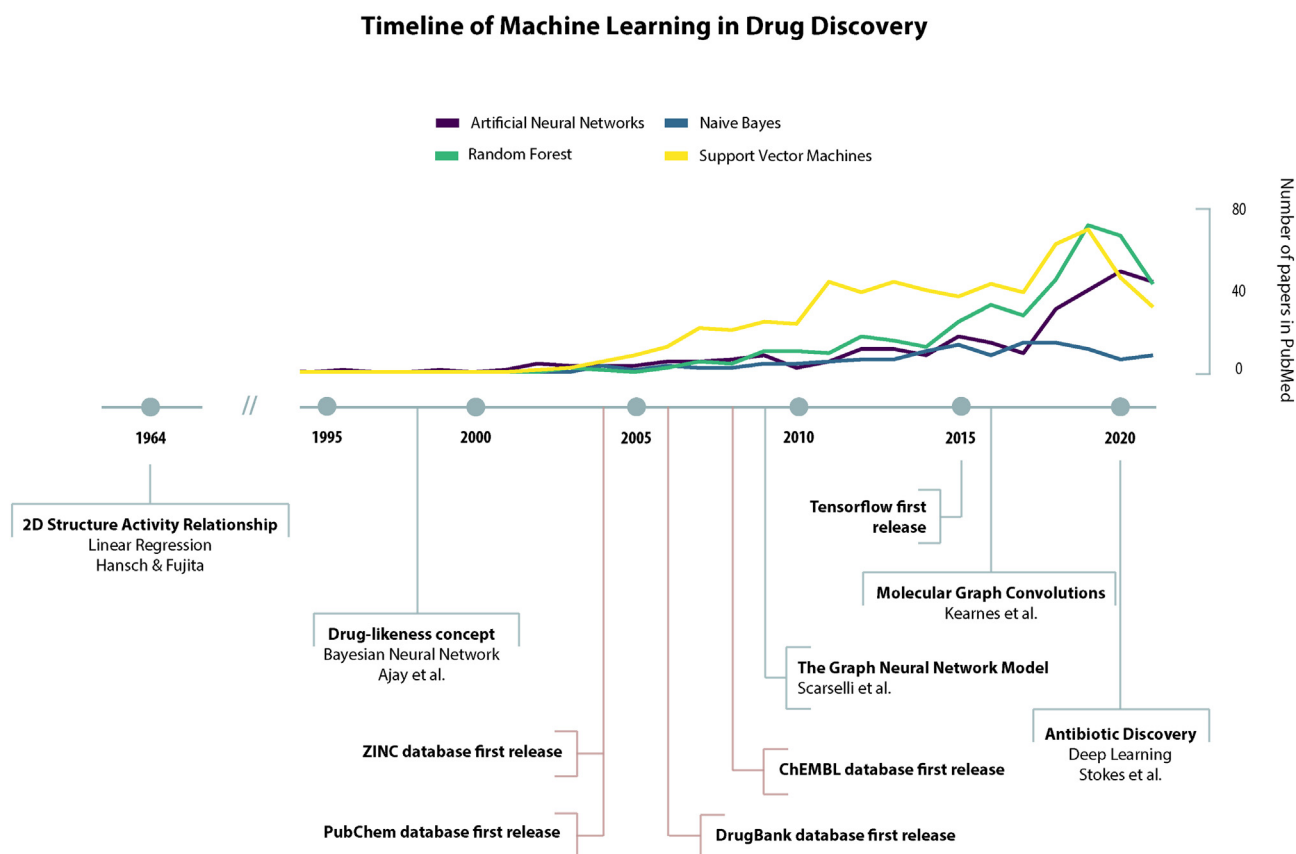 Timeline of Machine Learning in Drug Discovery
Artificial Neural Networks
Naive Bayes
Random Forest
Support Vector Machines
80
40
0
Number of papers in PubMed
//
1964
1995
2000
2005
2010
2015
2020
2D Structure Activity Relationship
Linear Regression
Hansch & Fujita
Tensorflow first
release
Molecular Graph Convolutions
Kearnes et al.
Drug-likeness concept
Bayesian Neural Network
Ajay et al.
The Graph Neural Network Model
Scarselli et al.
Antibiotic Discovery
Deep Learning
Stokes et al.
ZINC database first release
ChEMBL database first release
PubChem database first release
DrugBank database first release